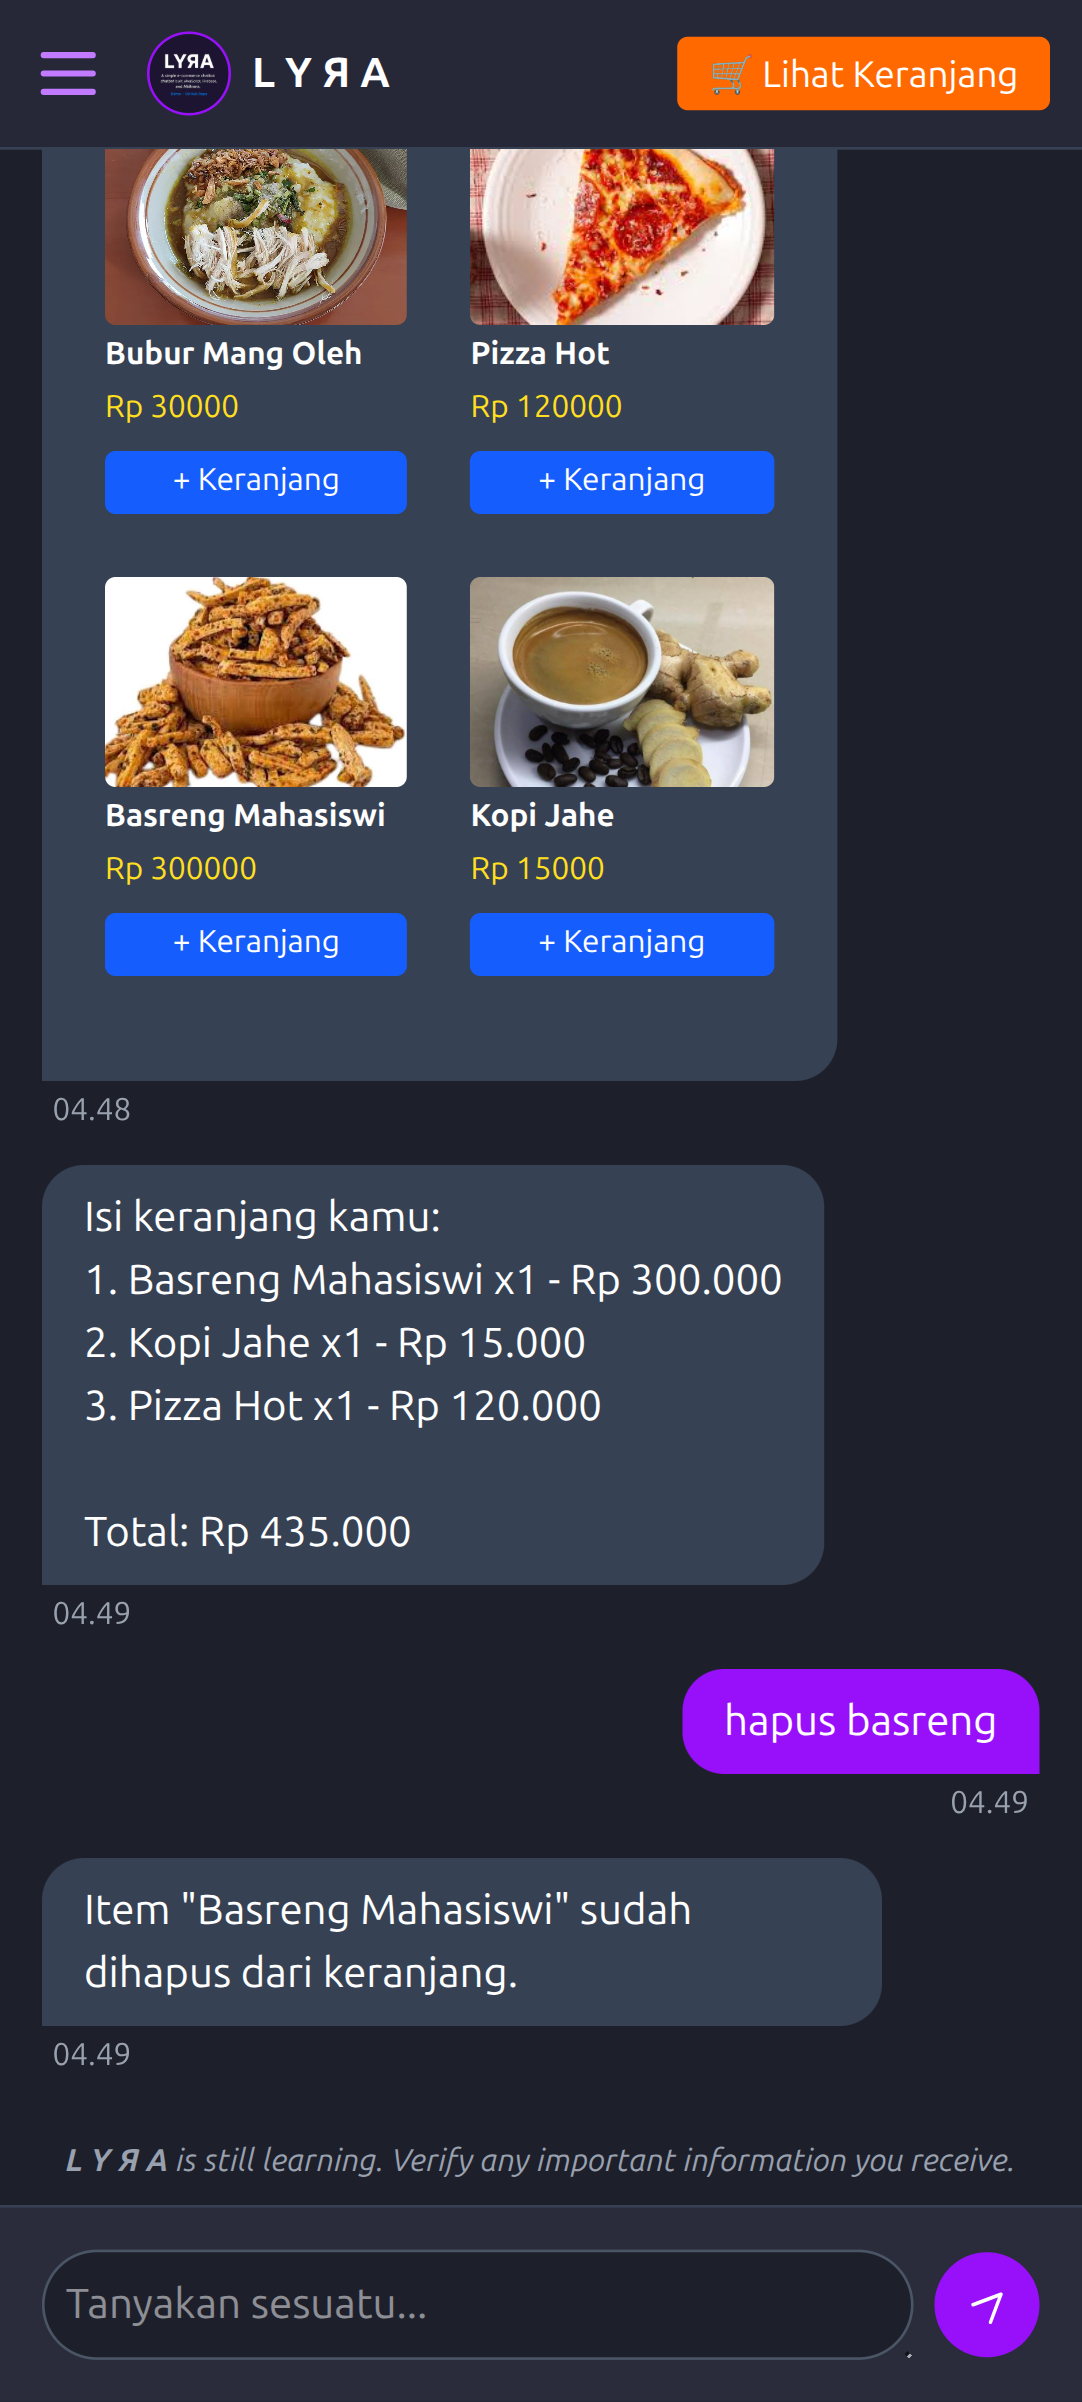 LYЯA
LYЯA
🛒 Lihat Keranjang
Bubur Mang Oleh
Pizza Hot
Rp 30000
Rp 120000
+ Keranjang
+ Keranjang
Basreng Mahasiswi
Kopi Jahe
Rp 300000
Rp 15000
+ Keranjang
+ Keranjang
04.48
Isi keranjang kamu:
1. Basreng Mahasiswi x1 - Rp 300.000
2. Kopi Jahe x1 - Rp 15.000
3. Pizza Hot x1 - Rp 120.000
Total: Rp 435.000
04.49
hapus basreng
04.49
Item "Basreng Mahasiswi" sudah
dihapus dari keranjang.
04.49
L Y Я A is still learning. Verify any important information you receive.
Tanyakan sesuatu...